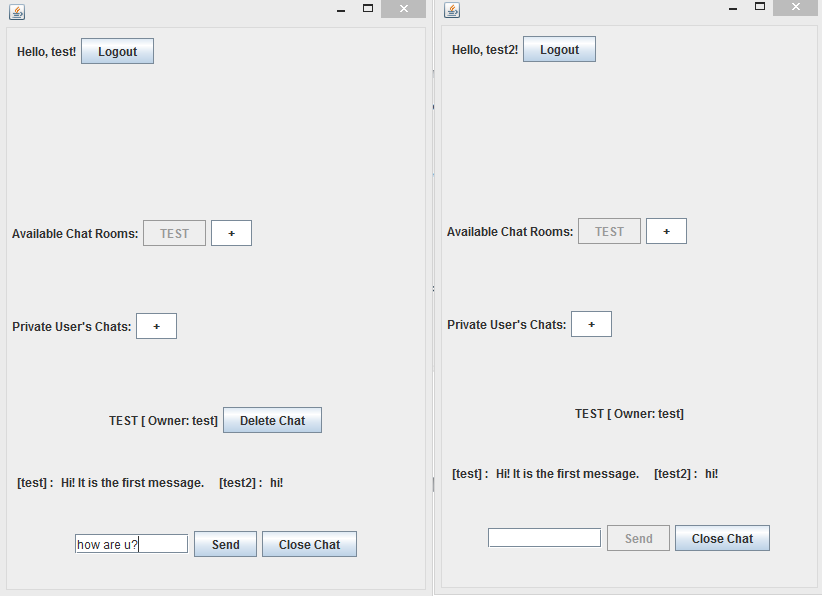 Hello, test! Logout
Available Chat Rooms: TEST +
Private User's Chats: +
TEST [ Owner: test] Delete Chat
[test] : Hi! It is the first message. [test2] : hi!
how are u? Send Close Chat
Hello, test2! Logout
Available Chat Rooms: TEST +
Private User's Chats: +
TEST [ Owner: test]
[test] : Hi! It is the first message. [test2] : hi!
Send Close Chat